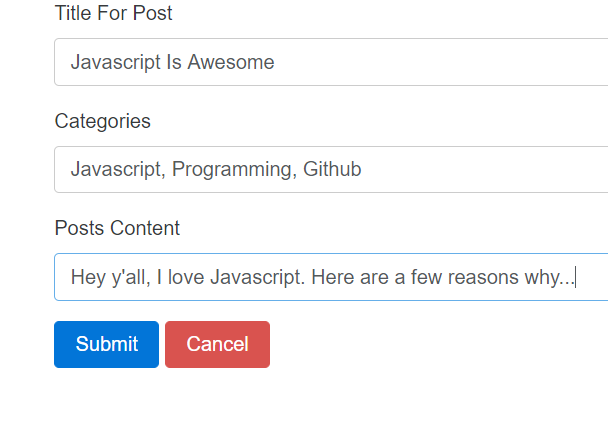 Title For Post
Javascript Is Awesome
Categories
Javascript, Programming, Github
Posts Content
Hey y'all, I love Javascript. Here are a few reasons why...
Submit Cancel